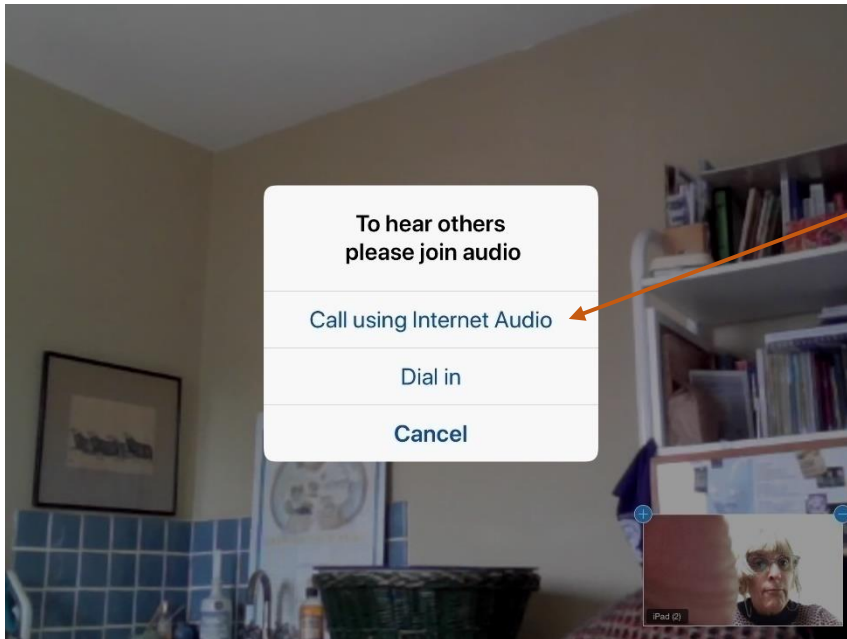 To hear others
please join audio
Call using Internet Audio
Dial in
Cancel
iPad (2)